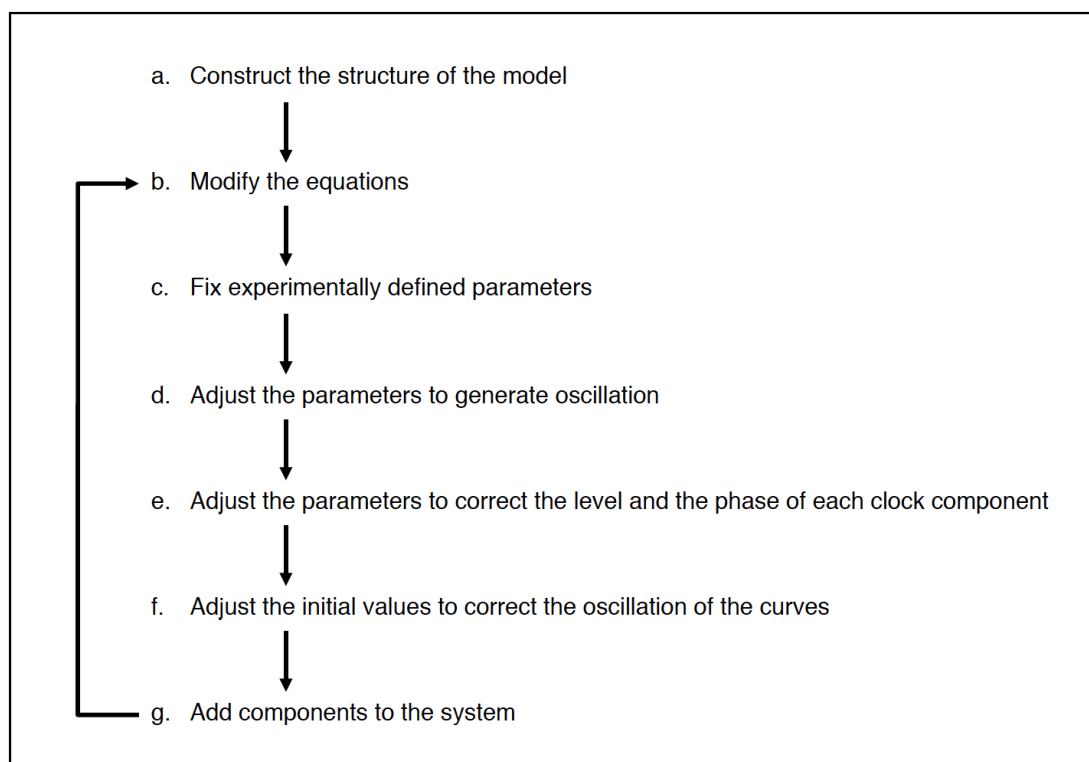 a. Construct the structure of the model
b. Modify the equations
c. Fix experimentally defined parameters
d. Adjust the parameters to generate oscillation
e. Adjust the parameters to correct the level and the phase of each clock component
f. Adjust the initial values to correct the oscillation of the curves
g. Add components to the system